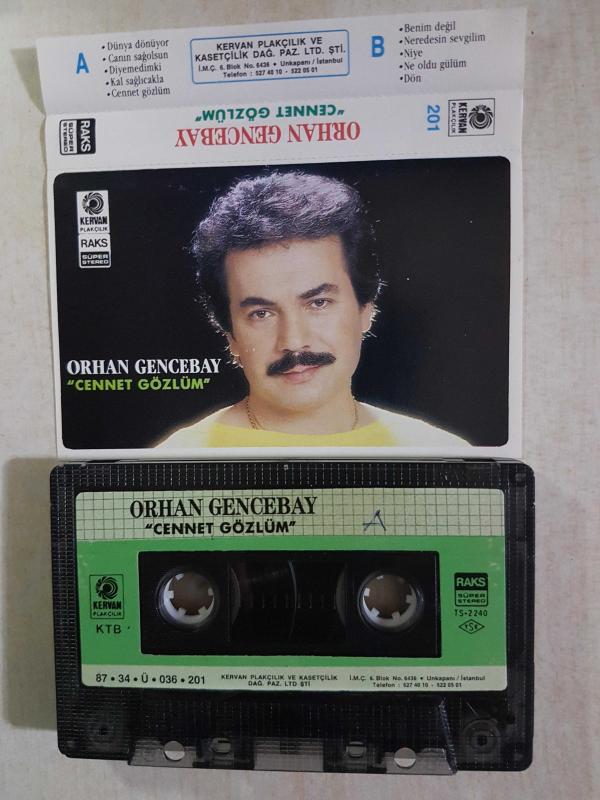 A
• Dünya dönüyor
• Canın sağolsun
• Diyemedimki
• Kal sağlıcakla
• Cennet gözlüm
KERVAN PLAKÇILIK VE
KASETÇİLİK DAĞ. PAZ. LTD. ŞTİ.
İ.M.Ç. 6. Blok No. 6436 • Unkapanı / İstanbul
Telefon : 527 40 10 - 522 05 01
B
• Benim değil
• Neredesin sevgilim
• Niye
• Ne oldu gülüm
• Dön
RAKS
SÜPER
STEREO
ORHAN GENCEBAY
"CENNET GÖZLÜM"
201
KERVAN
PLAKÇILIK
KERVAN
PLAKÇILIK
RAKS
SÜPER
STEREO
ORHAN GENCEBAY
"CENNET GÖZLÜM"
ORHAN GENCEBAY
"CENNET GÖZLÜM"
A
KERVAN
PLAKÇILIK
KTB
RAKS
SÜPER
STEREO
TS-2240
TSE
87 • 34 • Ü • 036 • 201
KERVAN PLAKÇILIK VE KASETÇİLİK
DAĞ. PAZ. LTD ŞTİ
İ.M.Ç. 6. Blok No: 6436 • Unkapanı / İstanbul
Telefon : 527 40 10 - 522 05 01